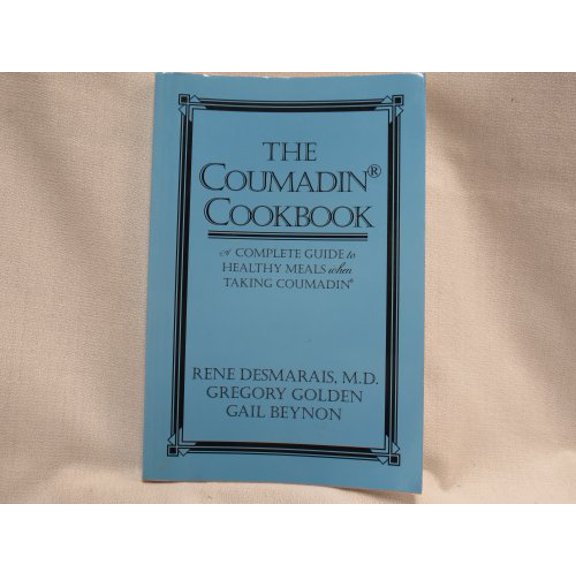 THE
COUMADIN®
COOKBOOK
A COMPLETE GUIDE to
HEALTHY MEALS when
TAKING COUMADIN®
RENE DESMARAIS, M.D.
GREGORY GOLDEN
GAIL BEYNON